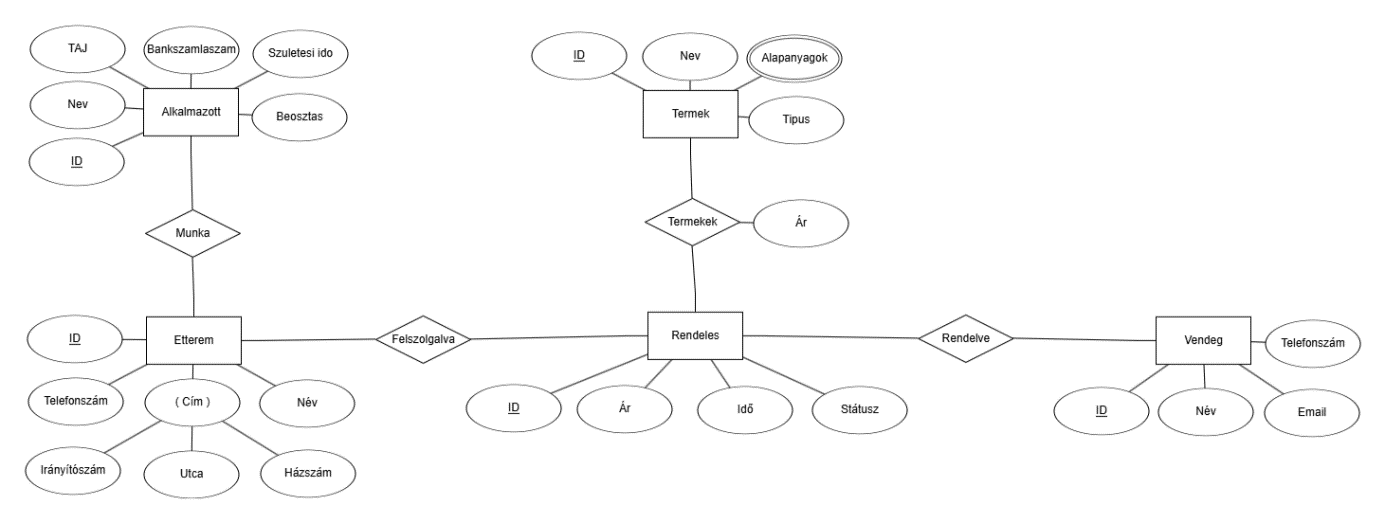 TAJ
Bankszamlaszam
Szuletesi ido
Nev
Alkalmazott
Beosztas
ID
Munka
ID
Etterem
Telefonszám
( Cím )
Név
Irányítószám
Utca
Házszám
Felszolgalva
ID
Nev
Alapanyagok
Termek
Tipus
Termekek
Ár
Rendeles
ID
Ár
Idő
Státusz
Rendelve
Vendeg
Telefonszám
ID
Név
Email